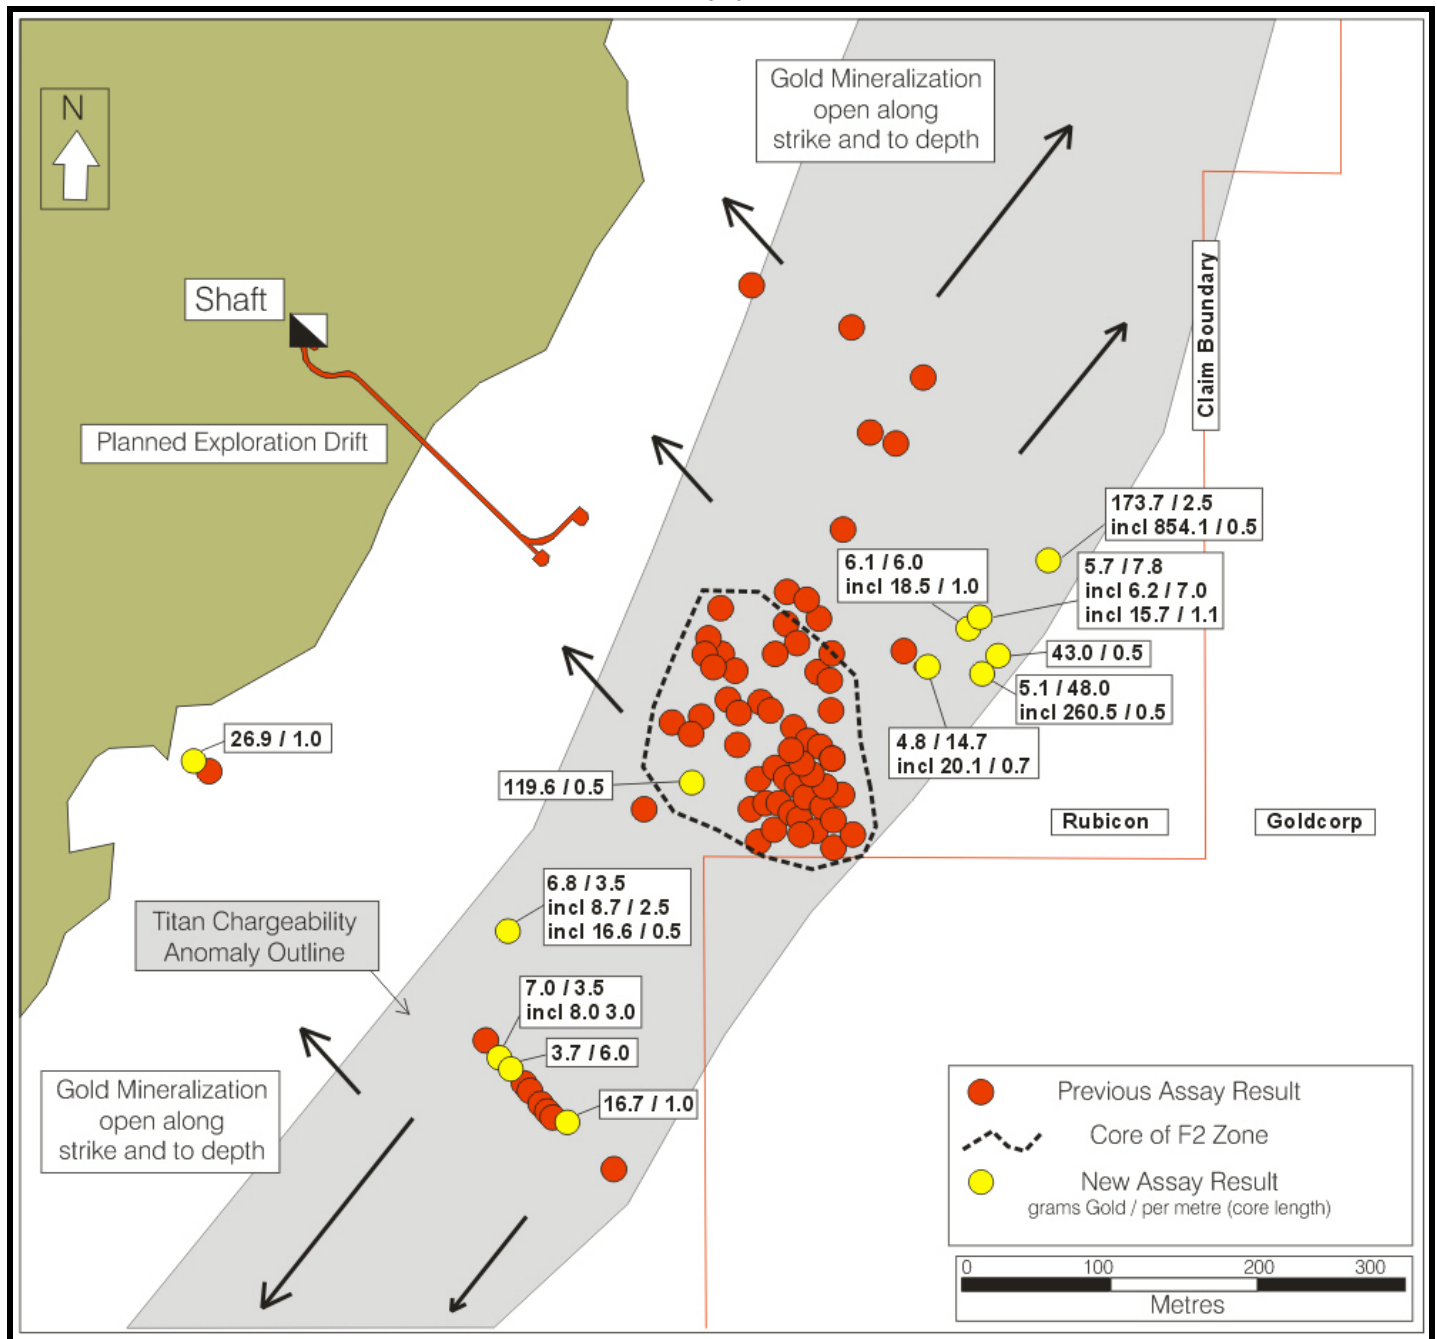 Gold Mineralization
open along
strike and to depth
N
Shaft
Claim Boundary
Planned Exploration Drift
173.7 / 2.5
incl 854.1 / 0.5
6.1 / 6.0
incl 18.5 / 1.0
5.7 / 7.8
incl 6.2 / 7.0
incl 15.7 / 1.1
43.0 / 0.5
5.1 / 48.0
incl 260.5 / 0.5
4.8 / 14.7
incl 20.1 / 0.7
26.9 / 1.0
119.6 / 0.5
Rubicon
Goldcorp
6.8 / 3.5
incl 8.7 / 2.5
incl 16.6 / 0.5
Titan Chargeability
Anomaly Outline
7.0 / 3.5
incl 8.0 3.0
3.7 / 6.0
16.7 / 1.0
Gold Mineralization
open along
strike and to depth
Previous Assay Result
Core of F2 Zone
New Assay Result
grams Gold / per metre (core length)
0 100 200 300
Metres